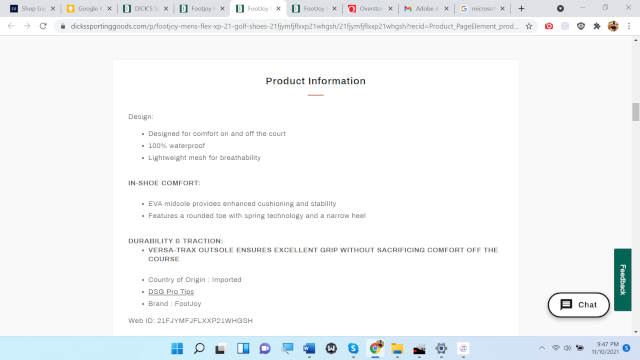 Shop Gu
Google
DICK'S S
FootJoy
FootJoy
FootJoy
Overstoc
Adobe a
microsof
dickssportinggoods.com/p/footjoy-mens-flex-xp-21-golf-shoes-21fjymfjflxxp21whgsh/21fjymfjflxxp21whgsh?recid=Product_PageElement_prod...
Product Information
Design:
• Designed for comfort on and off the court
• 100% waterproof
• Lightweight mesh for breathability
IN-SHOE COMFORT:
• EVA midsole provides enhanced cushioning and stability
• Features a rounded toe with spring technology and a narrow heel
DURABILITY & TRACTION:
• VERSA-TRAX OUTSOLE ENSURES EXCELLENT GRIP WITHOUT SACRIFICING COMFORT OFF THE
COURSE
• Country of Origin : Imported
• DSG Pro Tips
• Brand : FootJoy
Web ID: 21FJYMFJFLXXP21WHGSH
Feedback
Chat
9:47 PM
11/10/2021